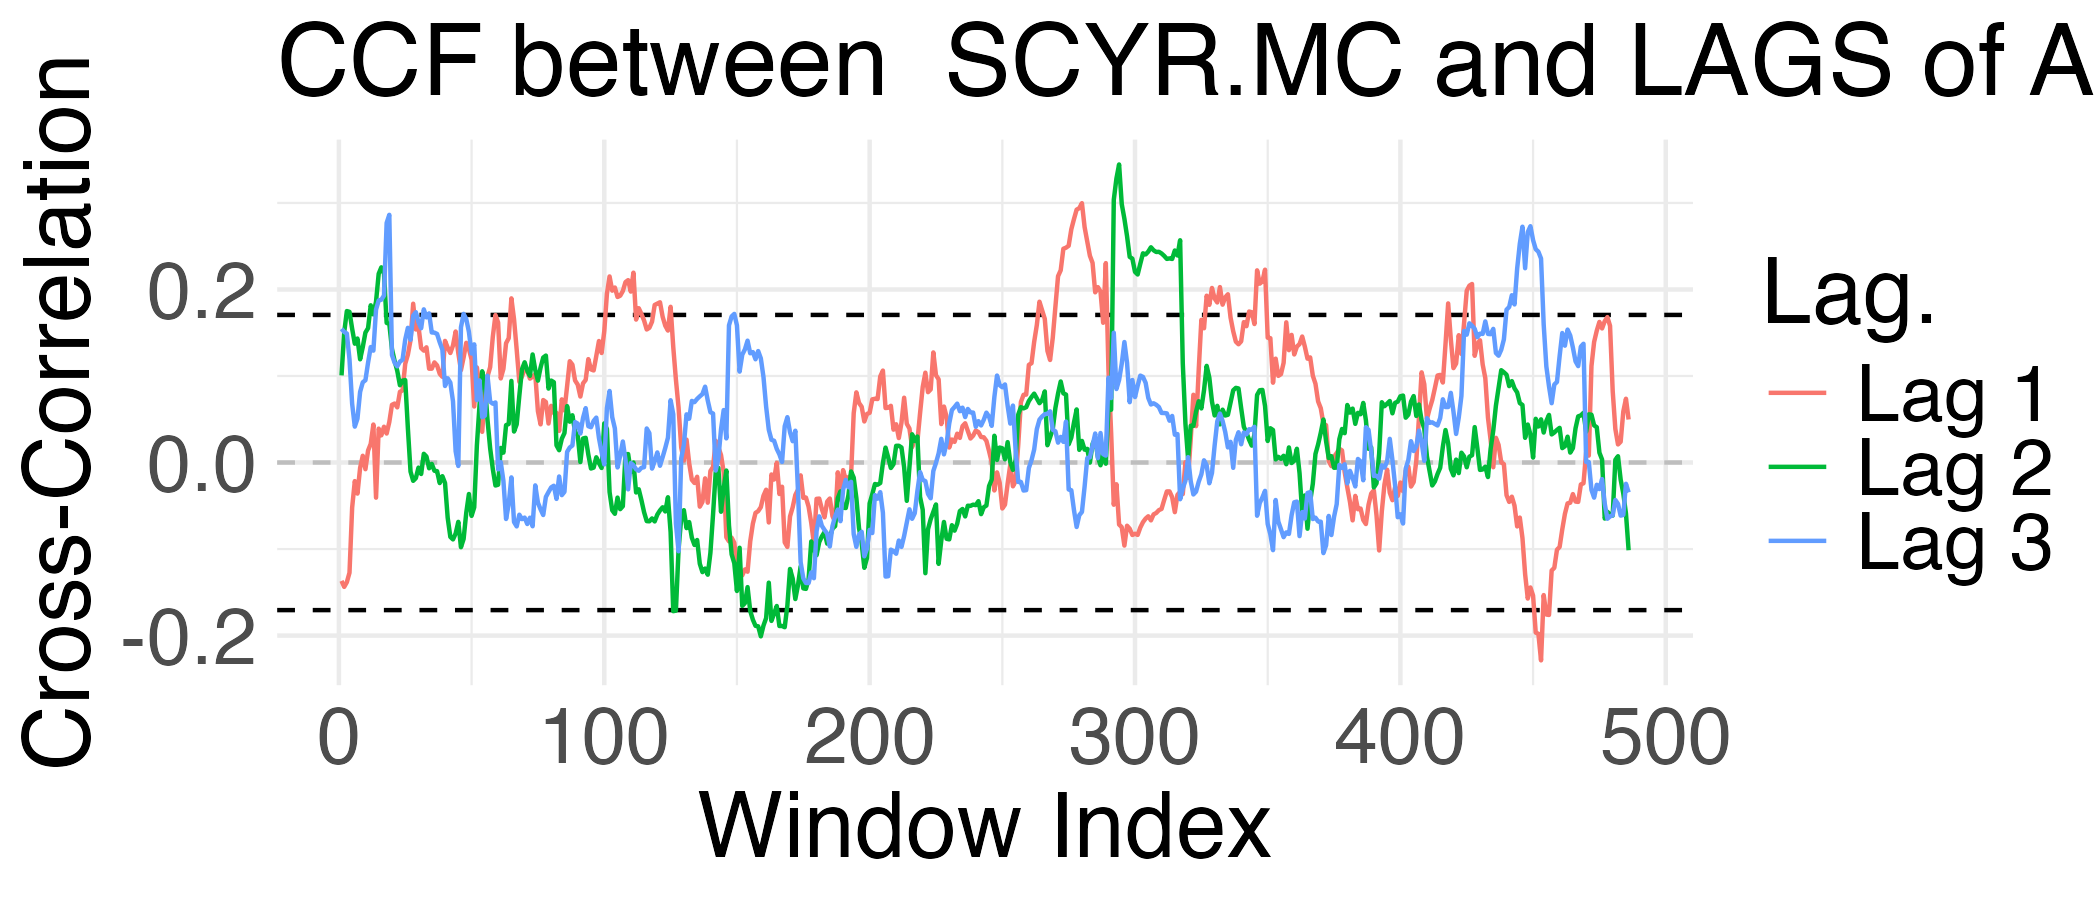 CCF between SCYR.MC and LAGS of A
Cross-Correlation
0.2
0.0
-0.2
0 100 200 300 400 500
Window Index
Lag.
Lag 1
Lag 2
Lag 3